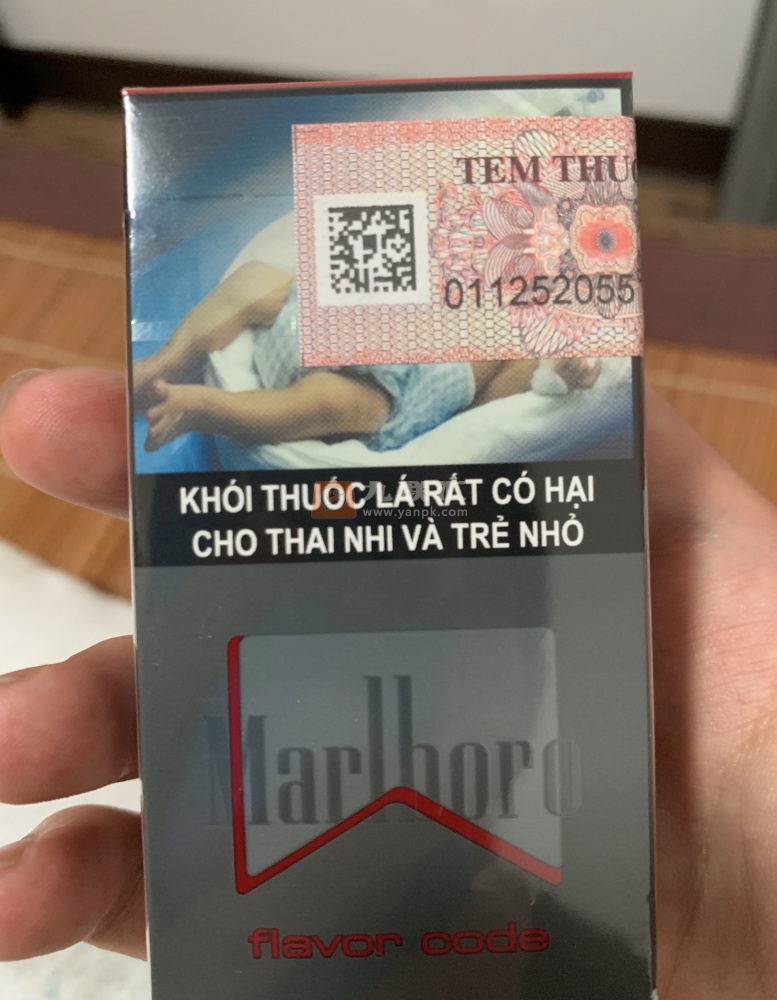 TEM THUỐ
011252055
KHÓI THUỐC LÁ RẤT CÓ HẠI
www.yanpk.com
CHO THAI NHI VÀ TRẺ NHỎ
Marlboro
flavor code